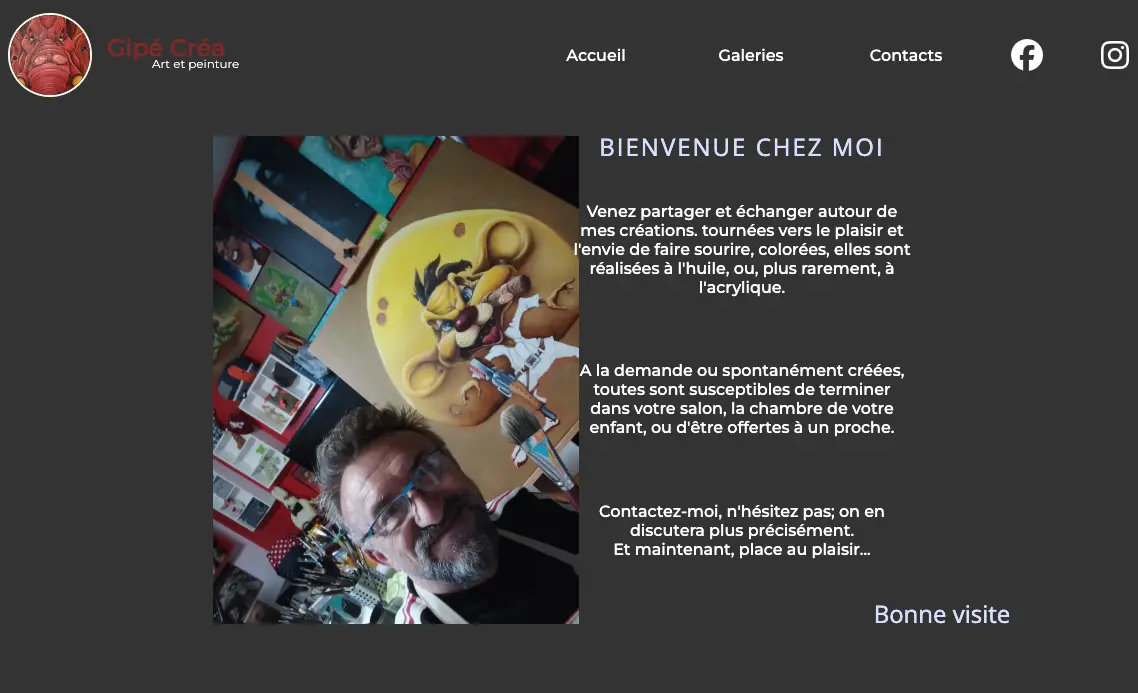 Gipé Créa
Art et peinture
Accueil
Galeries
Contacts
BIENVENUE CHEZ MOI
Venez partager et échanger autour de
mes créations. tournées vers le plaisir et
l'envie de faire sourire, colorées, elles sont
réalisées à l'huile, ou, plus rarement, à
l'acrylique.
A la demande ou spontanément créées,
toutes sont susceptibles de terminer
dans votre salon, la chambre de votre
enfant, ou d'être offertes à un proche.
Contactez-moi, n'hésitez pas; on en
discutera plus précisément.
Et maintenant, place au plaisir...
Bonne visite